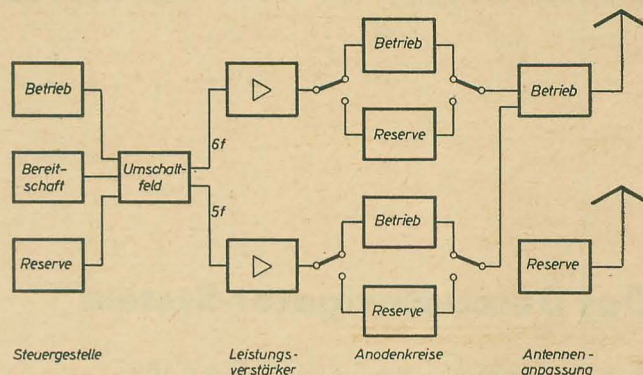 Betrieb
Betrieb
Betrieb
Bereit-
schaft
Umschalt-
feld
6f
Reserve
5f
Betrieb
Reserve
Reserve
Reserve
Steuergestelle
Leistungs-
verstärker
Anodenkreise
Antennen-
anpassung